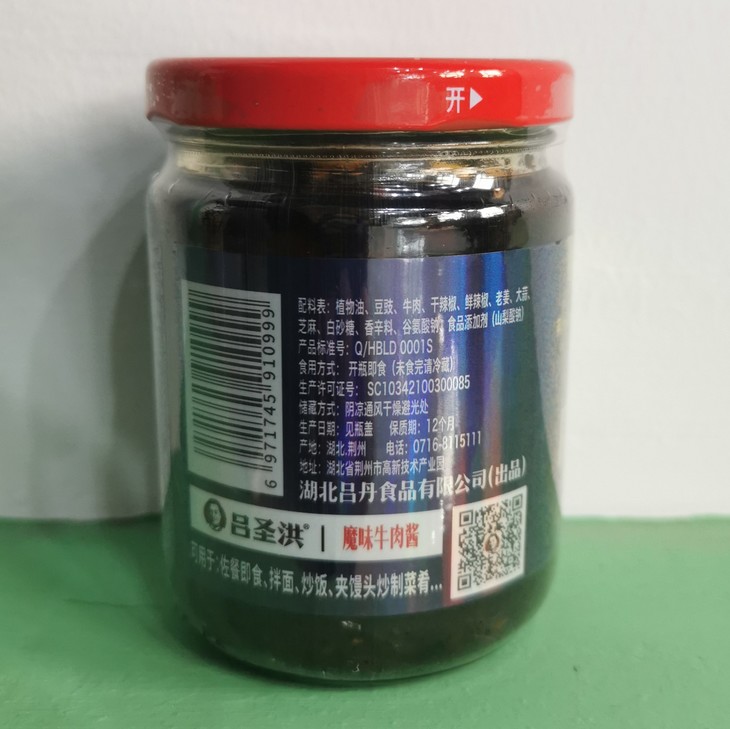 开
配料表：植物油、豆豉、牛肉、干辣椒、鲜辣椒、老姜、大蒜、
芝麻、白砂糖、香辛料、谷氨酸钠、食品添加剂（山梨酸钠）
产品标准号：Q/HBLD 0001S
食用方式：开瓶即食（未食完请冷藏）
生产许可证号：SC10342100300085
储藏方式：阴凉通风干燥避光处
生产日期：见瓶盖 保质期：12个月
产地：湖北.荆州 电话：0716-8115111
地址：湖北省荆州市高新技术产业园
湖北吕丹食品有限公司(出品)
6 971745 910999
吕圣洪® | 魔味牛肉酱
可用于:佐餐即食、拌面、炒饭、夹馒头炒制菜肴...